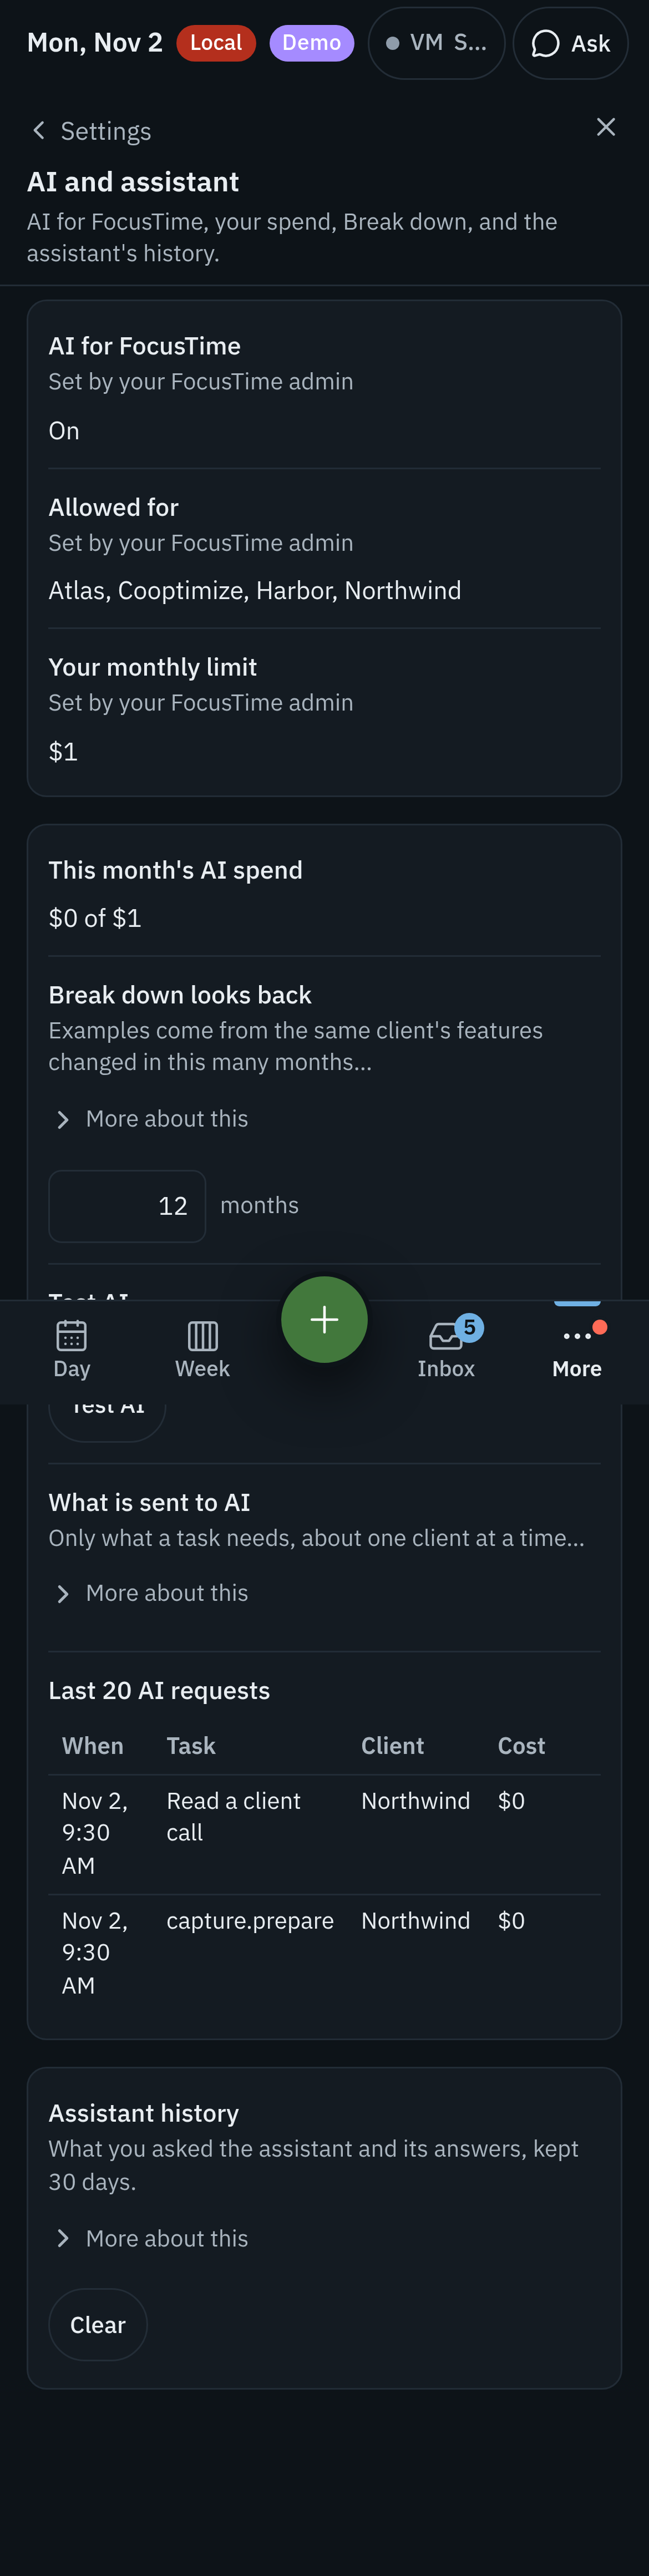 Mon, Nov 2 Local Demo VM S... Ask
Settings
AI and assistant
AI for FocusTime, your spend, Break down, and the
assistant's history.
AI for FocusTime
Set by your FocusTime admin
On
Allowed for
Set by your FocusTime admin
Atlas, Cooptimize, Harbor, Northwind
Your monthly limit
Set by your FocusTime admin
$1
This month's AI spend
$0 of $1
Break down looks back
Examples come from the same client's features
changed in this many months...
More about this
12 months
Test AI
Day Week Inbox 5 More
Test AI
What is sent to AI
Only what a task needs, about one client at a time...
More about this
Last 20 AI requests
When Task Client Cost
Nov 2, Read a client Northwind $0
9:30 call
AM
Nov 2, capture.prepare Northwind $0
9:30
AM
Assistant history
What you asked the assistant and its answers, kept
30 days.
More about this
Clear